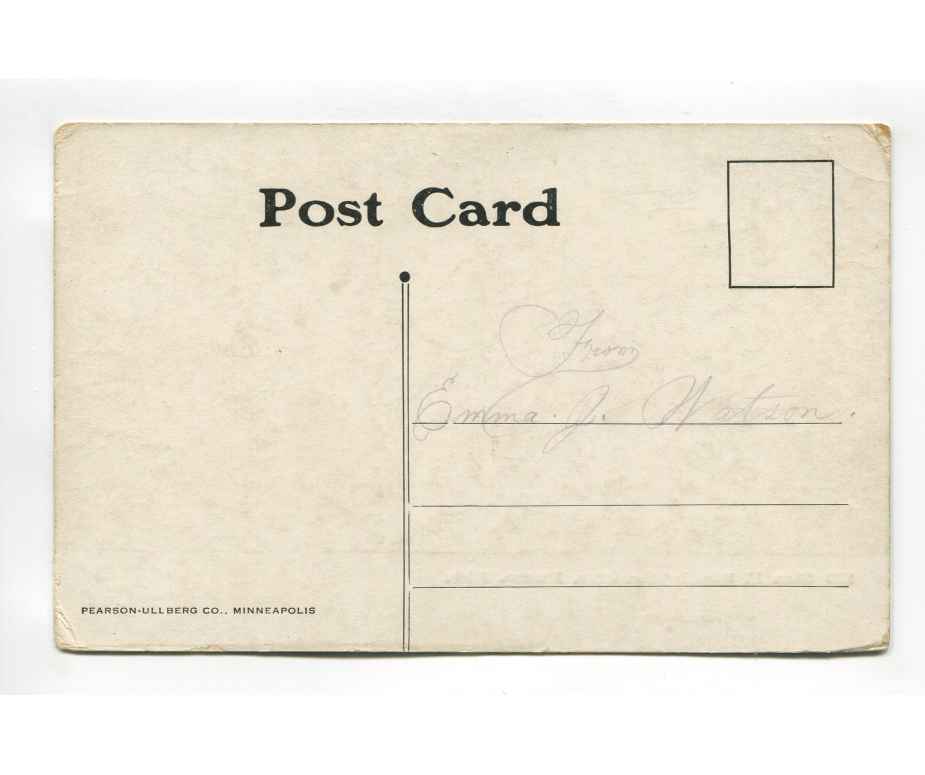 Post Card
From
Emma. J. Watson.
PEARSON-ULLBERG CO., MINNEAPOLIS